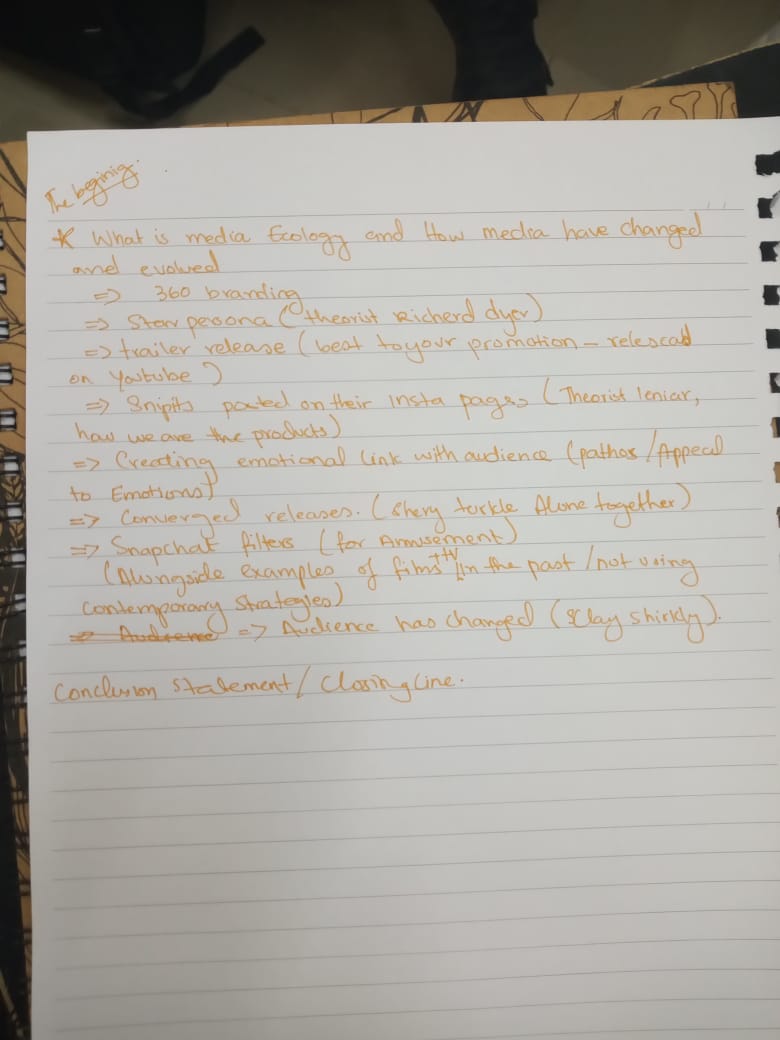 The beginig.
* What is media Ecology and How media have changed
and evolved
=> 360 branding
=> Star persona (theorist Richerd dyer)
=> trailer release (beat to your promotion - released
on Youtube)
=> Snipits posted on their Insta pages (Theorist leniar,
how we are the products)
=> Creating emotional link with audience (pathos/Appeal
to Emotions)
=> Converged releases. (Shery turkle Alone together)
=> Snapchat filters (for Amusement)
(Alongside examples of films/TV in the past/not using
contemporary strategies)
=> Audience => Audience has changed (Clay shirkly).
Conclusion statement/Closing line.